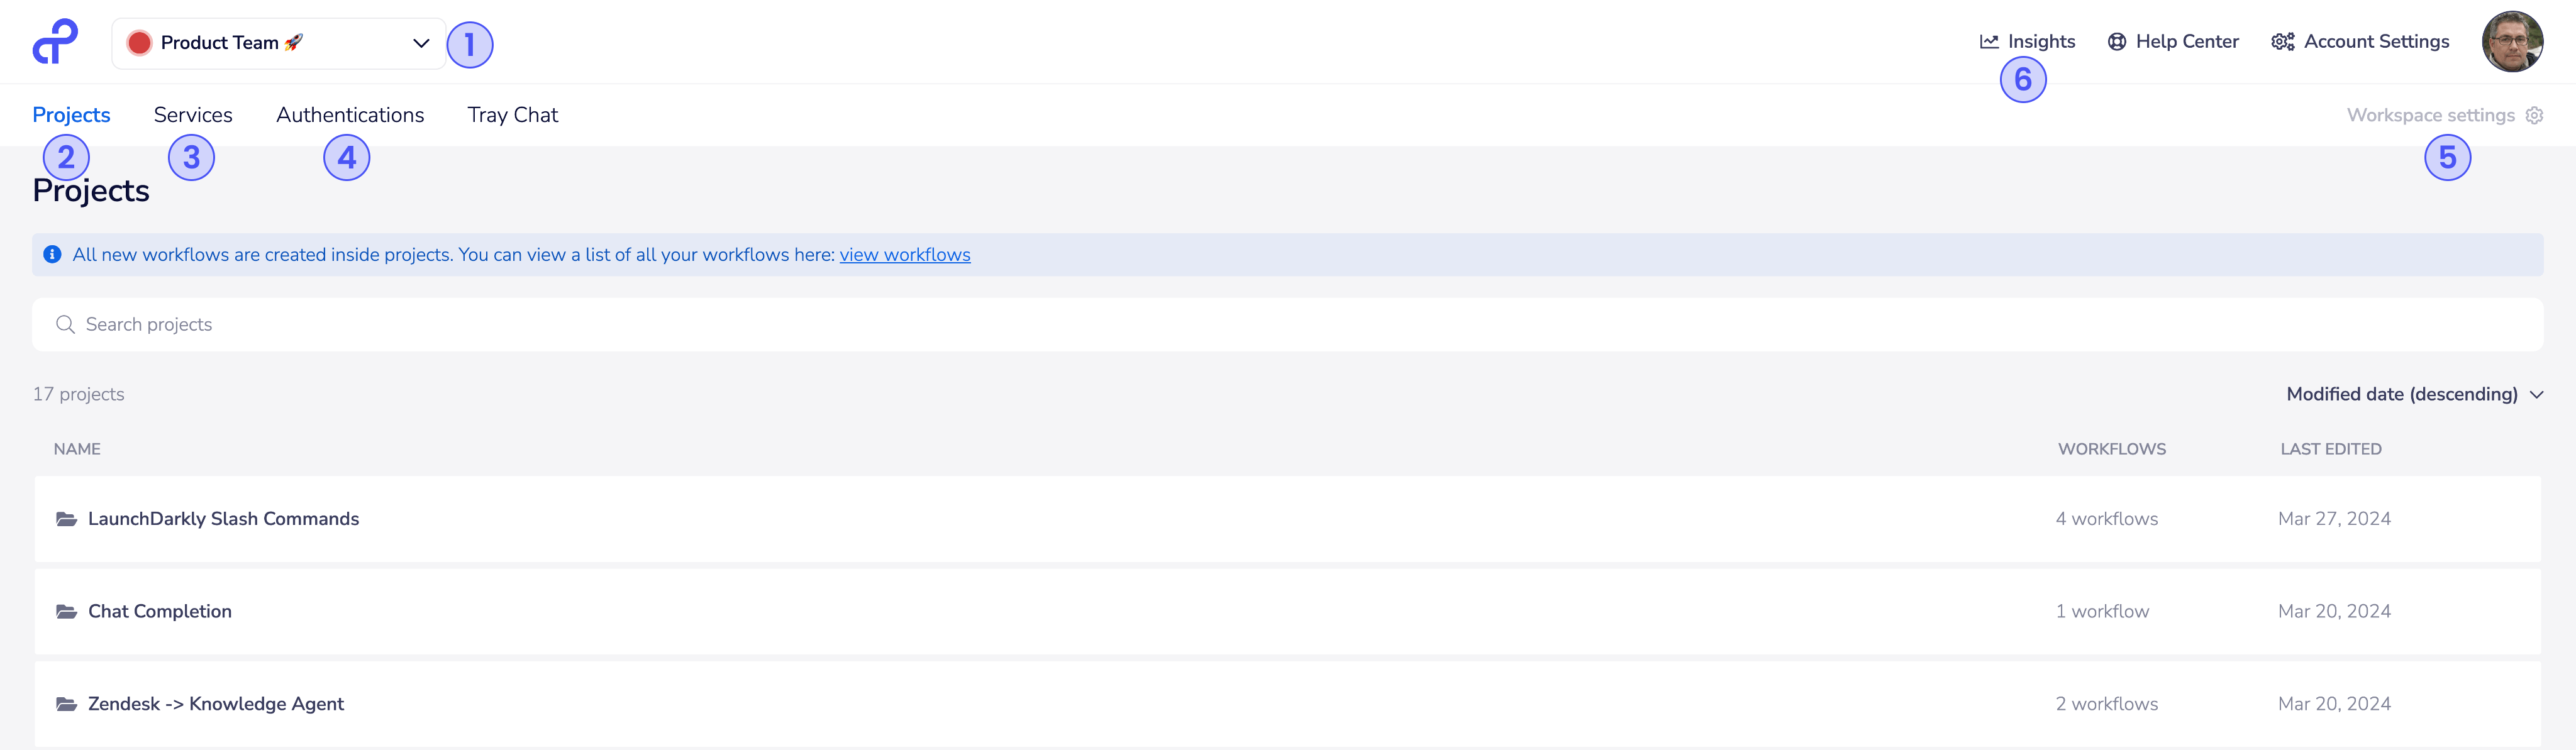 Product Team 🚀
1
Insights
Help Center
Account Settings
6
Projects
Services
Authentications
Tray Chat
Workspace settings
2
3
4
5
Projects
All new workflows are created inside projects. You can view a list of all your workflows here: view workflows
Search projects
17 projects
Modified date (descending)
NAME
WORKFLOWS
LAST EDITED
LaunchDarkly Slash Commands
4 workflows
Mar 27, 2024
Chat Completion
1 workflow
Mar 20, 2024
Zendesk -> Knowledge Agent
2 workflows
Mar 20, 2024